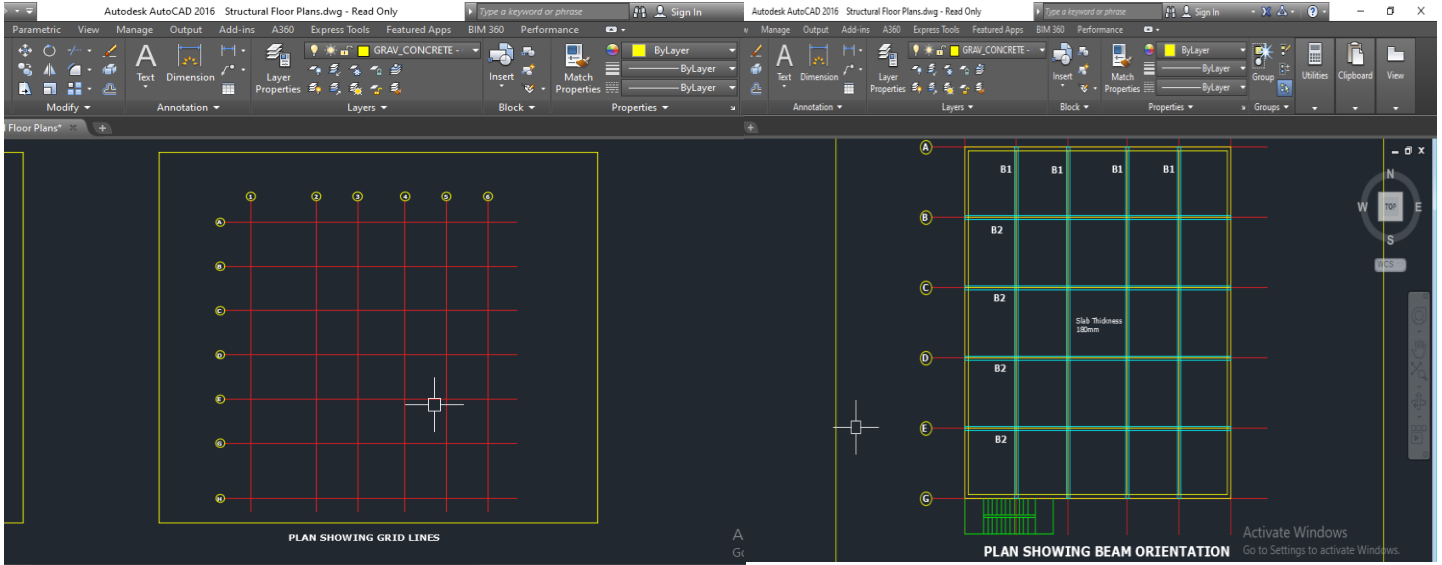 Autodesk AutoCAD 2016 Structural Floor Plans.dwg - Read Only
Type a keyword or phrase
Sign In
Parametric View Manage Output Add-ins A360 Express Tools Featured Apps BIM 360 Performance
Text Dimension
Layer Properties
GRAV_CONCRETE -
Insert
Match Properties
ByLayer
ByLayer
ByLayer
Modify Annotation Layers Block Properties
Floor Plans*
1 2 3 4 5 6
A
B
C
D
E
G
H
PLAN SHOWING GRID LINES
Autodesk AutoCAD 2016 Structural Floor Plans.dwg - Read Only
Type a keyword or phrase
Sign In
Manage Output Add-ins A360 Express Tools Featured Apps BIM 360 Performance
Text Dimension
Layer Properties
GRAV_CONCRETE -
Insert
Match Properties
ByLayer
ByLayer
ByLayer
Group
Utilities
Clipboard
View
Annotation Layers Block Properties Groups
A
B1 B1 B1 B1
N
W TOP E
S
WCS
B
B2
C
B2
Slab Thickness
180mm
D
B2
E
B2
G
PLAN SHOWING BEAM ORIENTATION
Activate Windows
Go to Settings to activate Windows.